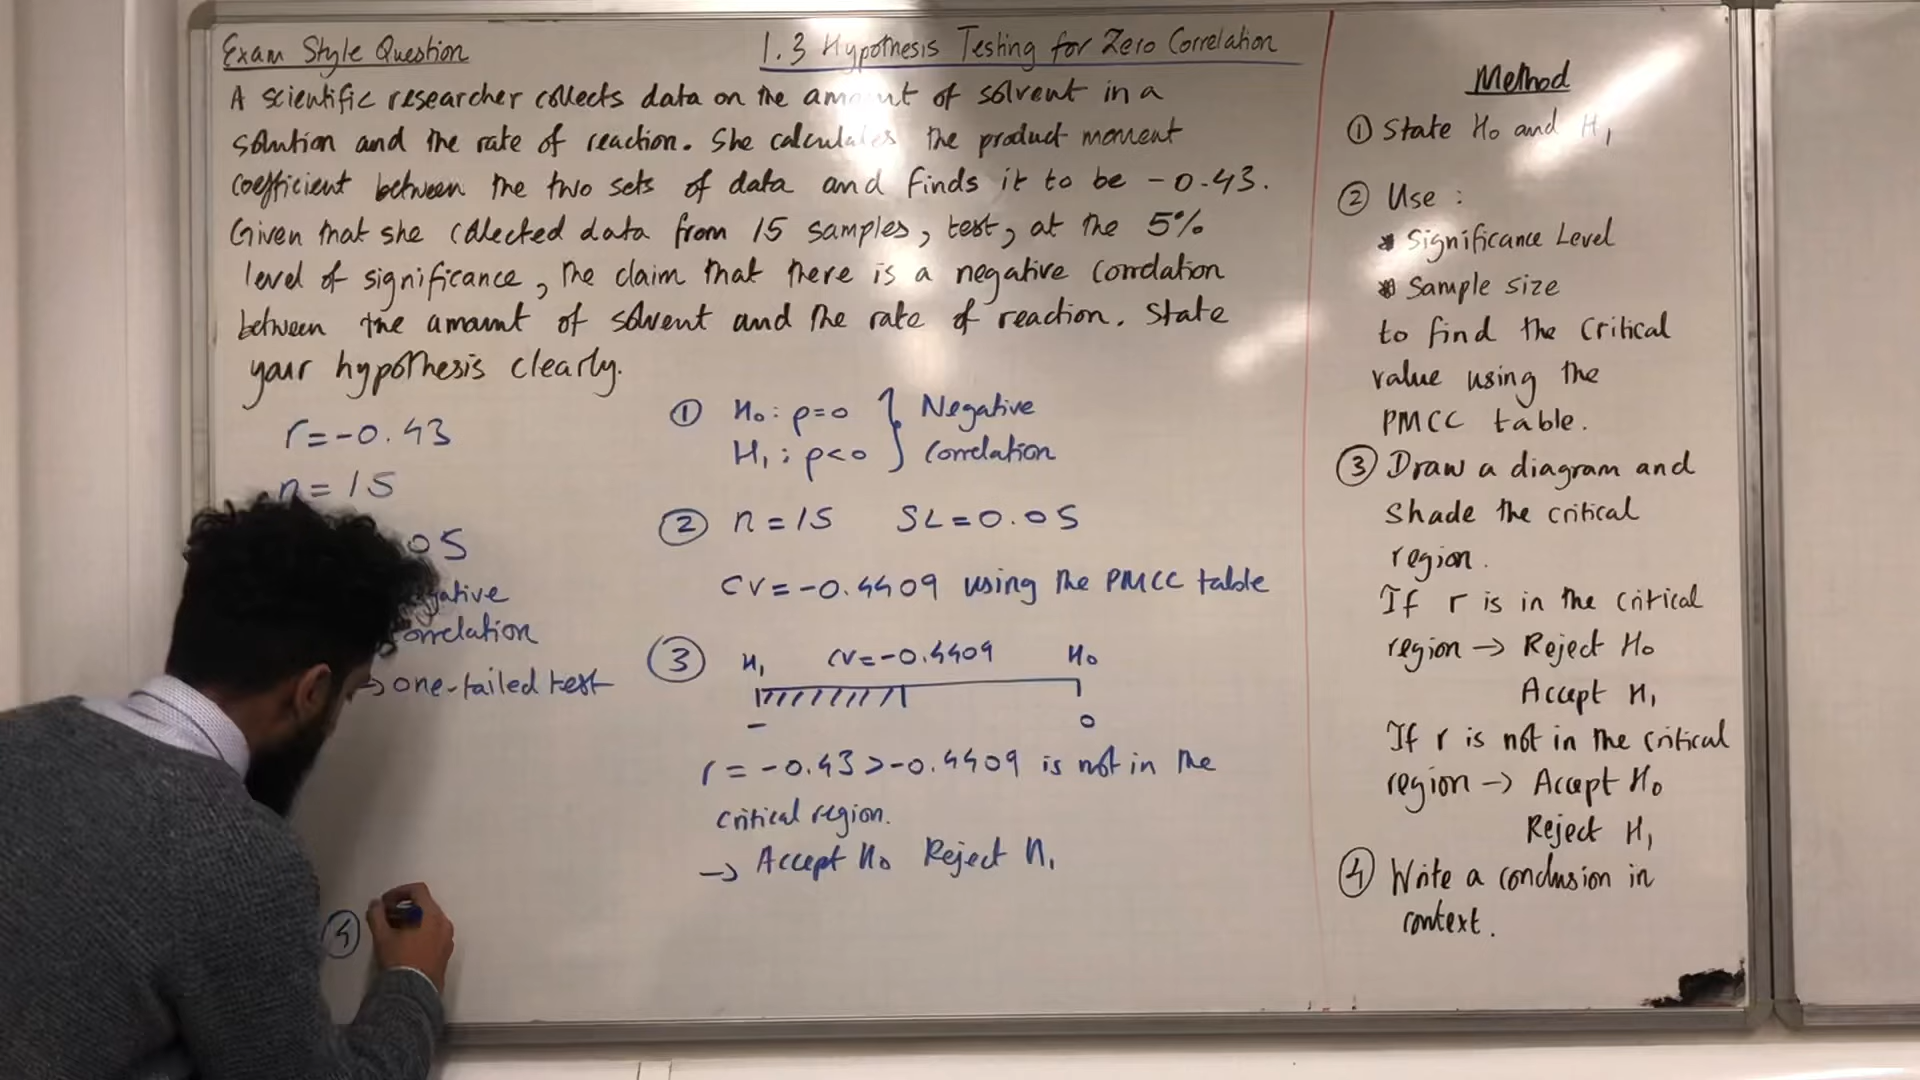 Exam Style Question
1.3 Hypothesis Testing for Zero Correlation
A scientific researcher collects data on the amount of solvent in a
solution and the rate of reaction. She calculates the product moment
coefficient between the two sets of data and finds it to be -0.43.
Given that she collected data from 15 samples, test, at the 5%
level of significance, the claim that there is a negative correlation
between the amount of solvent and the rate of reaction. State
your hypothesis clearly.
r=-0.43
n=15
05
correlation
→ one-tailed test
① H₀: ρ=0 } Negative
H₁: ρ<0 } Correlation
② n=15 SL=0.05
CV=-0.4409 using the PMCC table
③ H₁ CV=-0.4409 H₀
- 0
r=-0.43>-0.4409 is not in the
critical region.
→ Accept H₀ Reject H₁
④
Method
① State H₀ and H₁
② Use :
* Significance Level
* Sample size
to find the critical
value using the
PMCC table.
③ Draw a diagram and
shade the critical
region.
If r is in the critical
region → Reject H₀
Accept H₁
If r is not in the critical
region → Accept H₀
Reject H₁
④ Write a conclusion in
context.